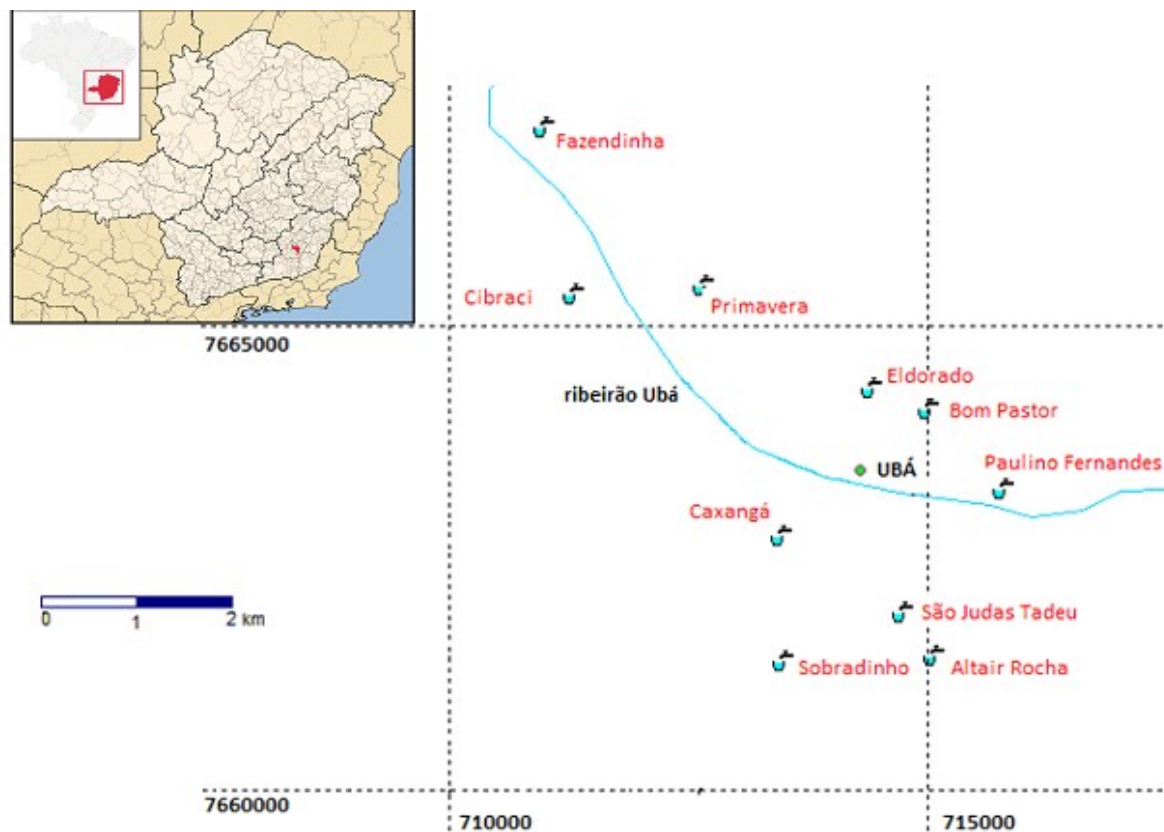 Fazendinha
Cibraci
Primavera
7665000
Eldorado
ribeirão Ubá
Bom Pastor
Paulino Fernandes
UBÁ
Caxangá
São Judas Tadeu
0 1 2 km
Sobradinho
Altair Rocha
7660000
710000
715000